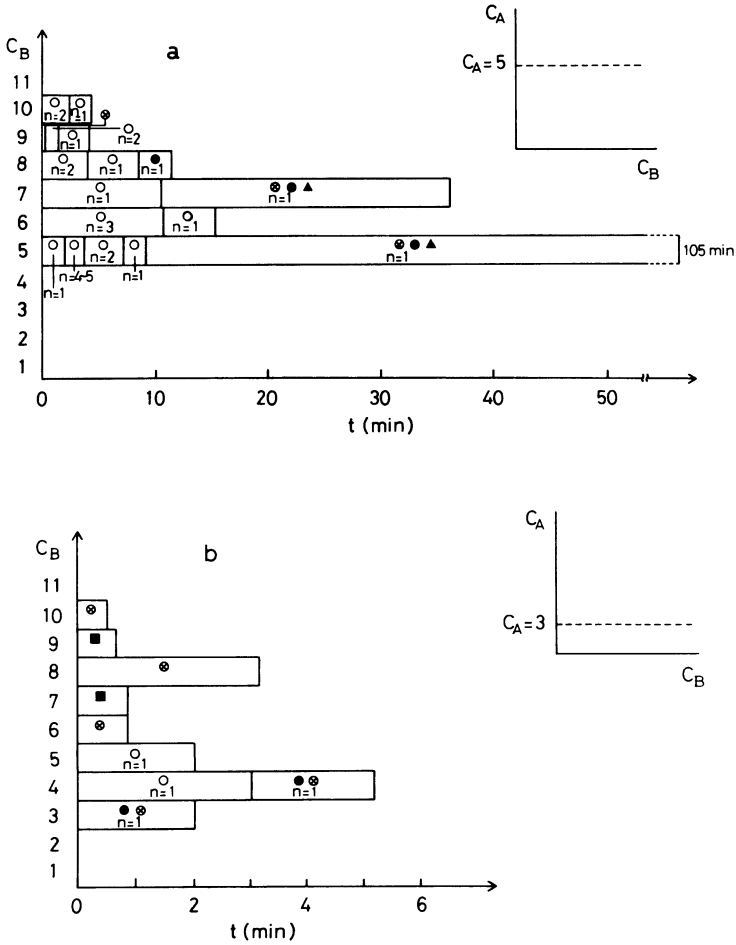 a
C_B
11
10
9
8
7
6
5
4
3
2
1
n=2 n=1
n=1 n=2
n=2 n=1 n=1
n=1 n=1
n=3 n=1
n=2 n=1
n=1 n=4-5 n=1
105 min
0 10 20 30 40 50
t (min)
C_A
C_A=5
C_B
b
C_B
11
10
9
8
7
6
5
4
3
2
1
n=1
n=1 n=1
n=1
0 2 4 6
t (min)
C_A
C_A=3
C_B